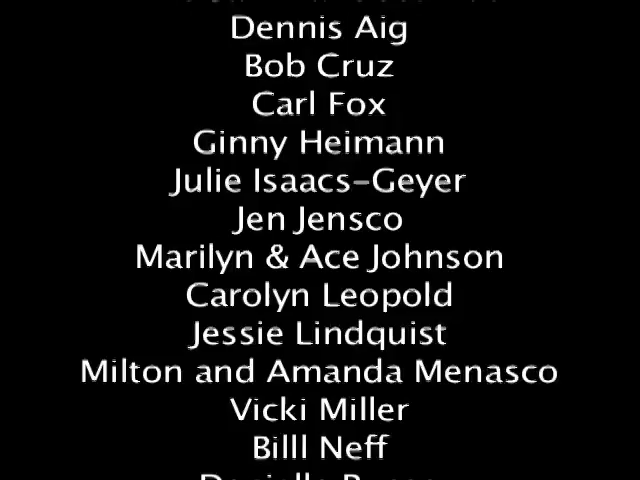 Dennis Aig
Bob Cruz
Carl Fox
Ginny Heimann
Julie Isaacs-Geyer
Jen Jensco
Marilyn & Ace Johnson
Carolyn Leopold
Jessie Lindquist
Milton and Amanda Menasco
Vicki Miller
Billl Neff